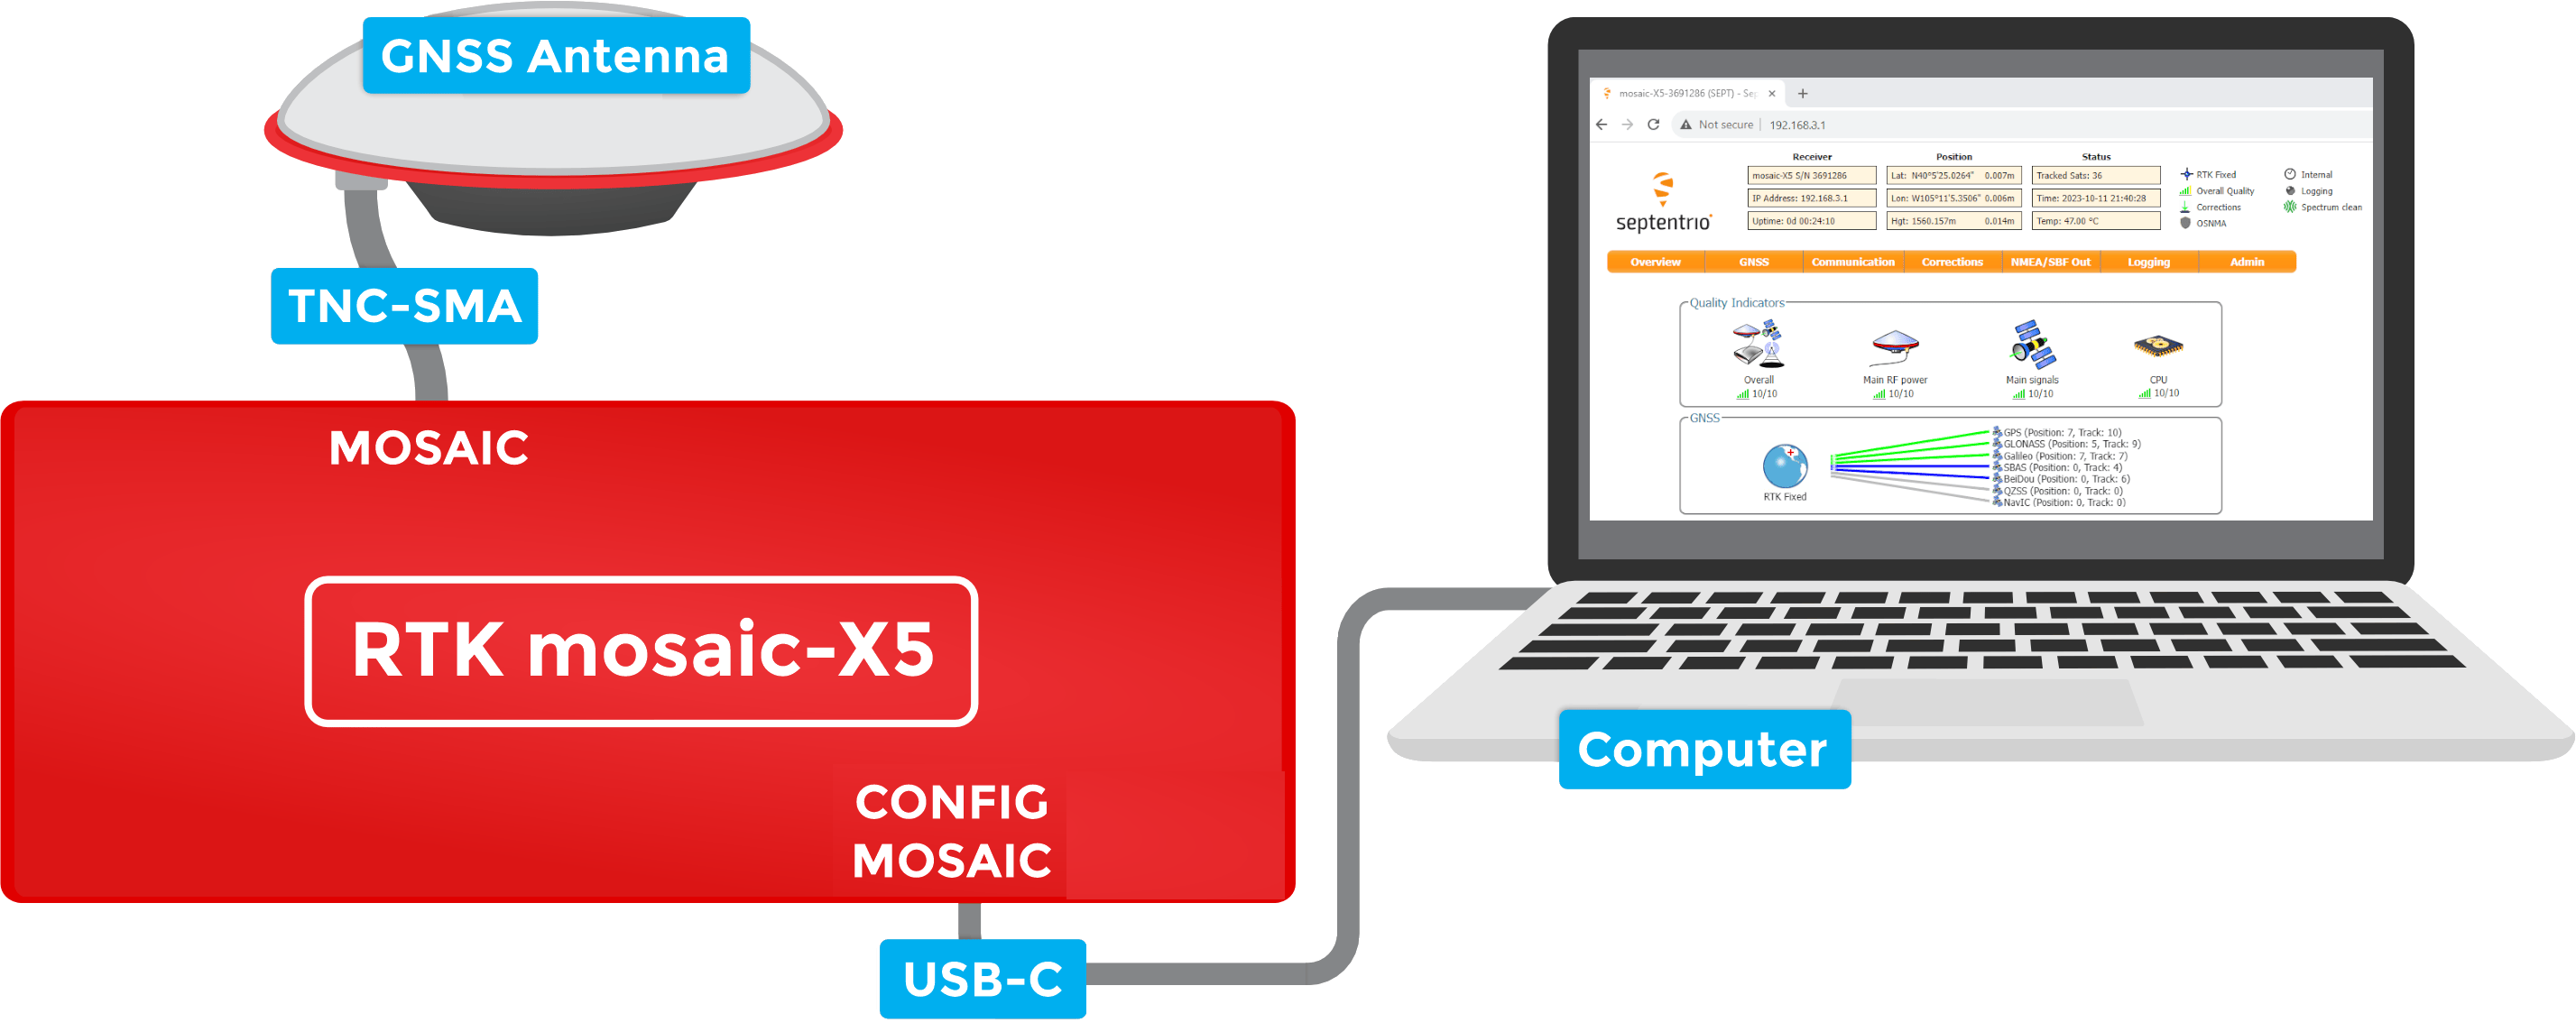 GNSS Antenna
TNC-SMA
MOSAIC
RTK mosaic-X5
CONFIG
MOSAIC
USB-C
Computer
mosaic-X5-3691286 (SEPT) - Sep
Not secure | 192.168.3.1
septentrio
Receiver
mosaic-X5 S/N 3691286
IP Address: 192.168.3.1
Uptime: 0d 00:24:10
Position
Lat: N40°5'25.0264" 0.007m
Lon: W105°11'5.3506" 0.006m
Hgt: 1560.157m 0.014m
Status
Tracked Sats: 36
Time: 2023-10-11 21:40:28
Temp: 47.00 °C
RTK Fixed
Overall Quality
Corrections
OSNMA
Internal
Logging
Spectrum clean
Overview GNSS Communication Corrections NMEA/SBF Out Logging Admin
Quality Indicators
Overall
10/10
Main RF power
10/10
Main signals
10/10
CPU
10/10
GNSS
RTK Fixed
GPS (Position: 7, Track: 10)
GLONASS (Position: 5, Track: 9)
Galileo (Position: 7, Track: 7)
SBAS (Position: 0, Track: 4)
BeiDou (Position: 0, Track: 6)
QZSS (Position: 0, Track: 0)
NavIC (Position: 0, Track: 0)